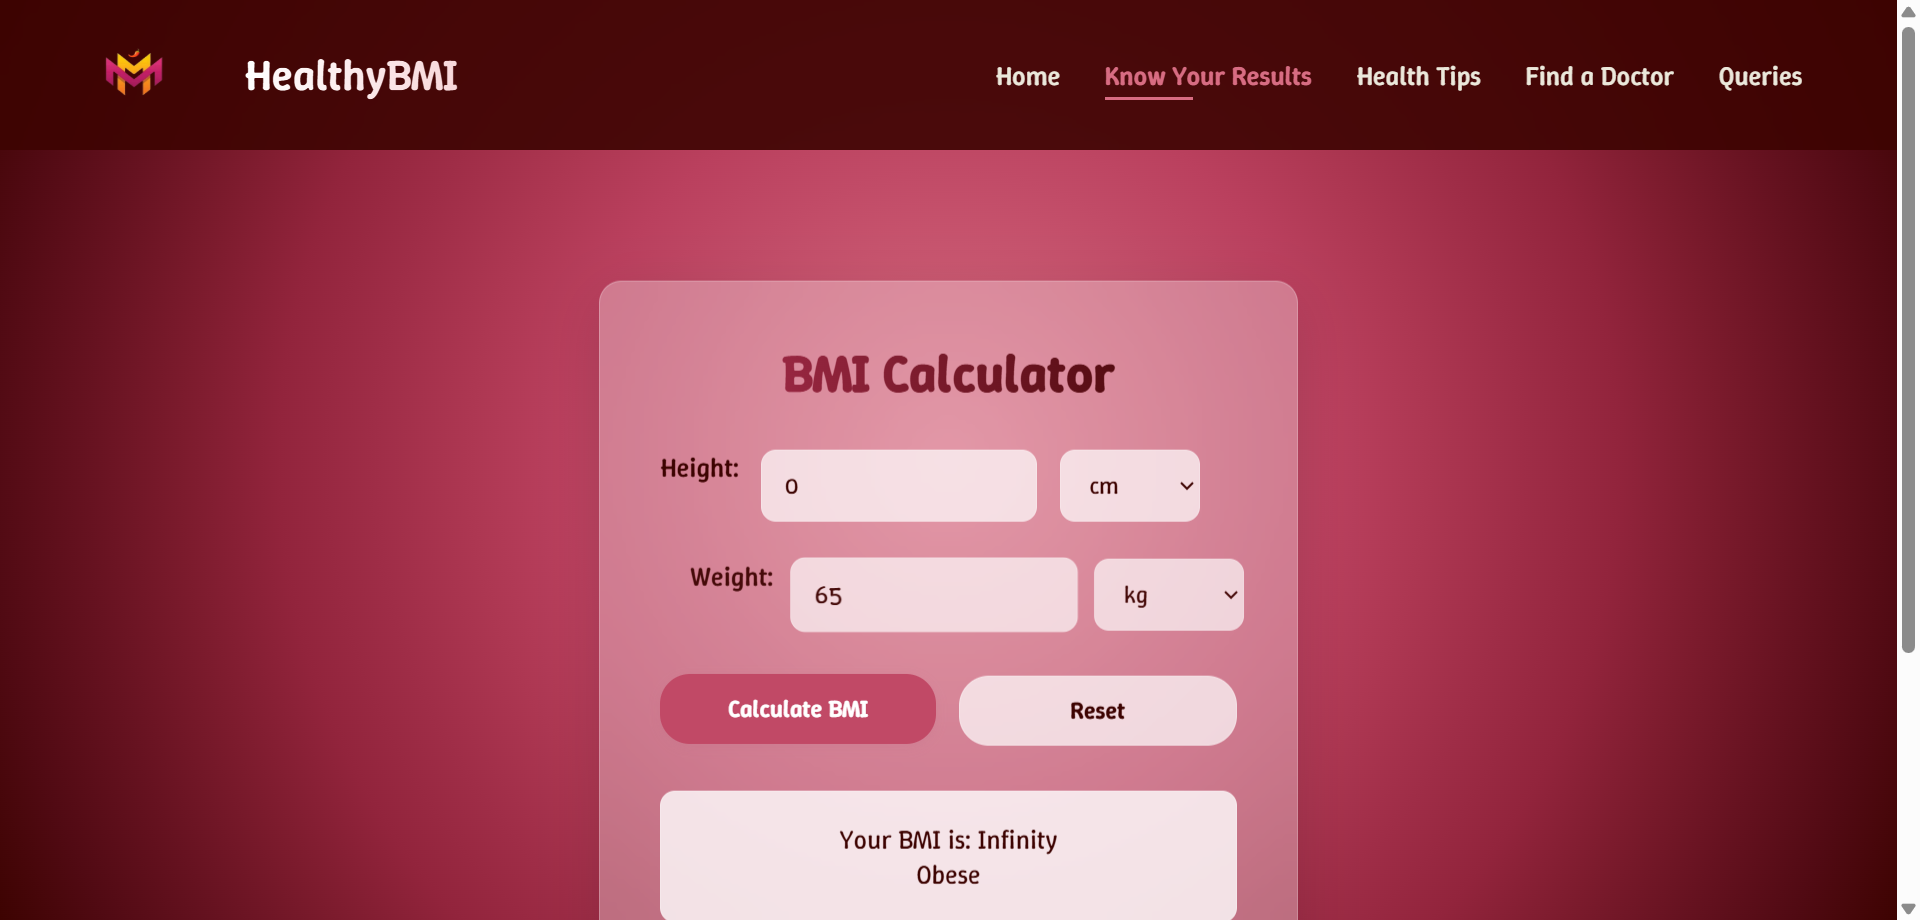 HealthyBMI
Home Know Your Results Health Tips Find a Doctor Queries
BMI Calculator
Height: 0 cm
Weight: 65 kg
Calculate BMI Reset
Your BMI is: Infinity
Obese